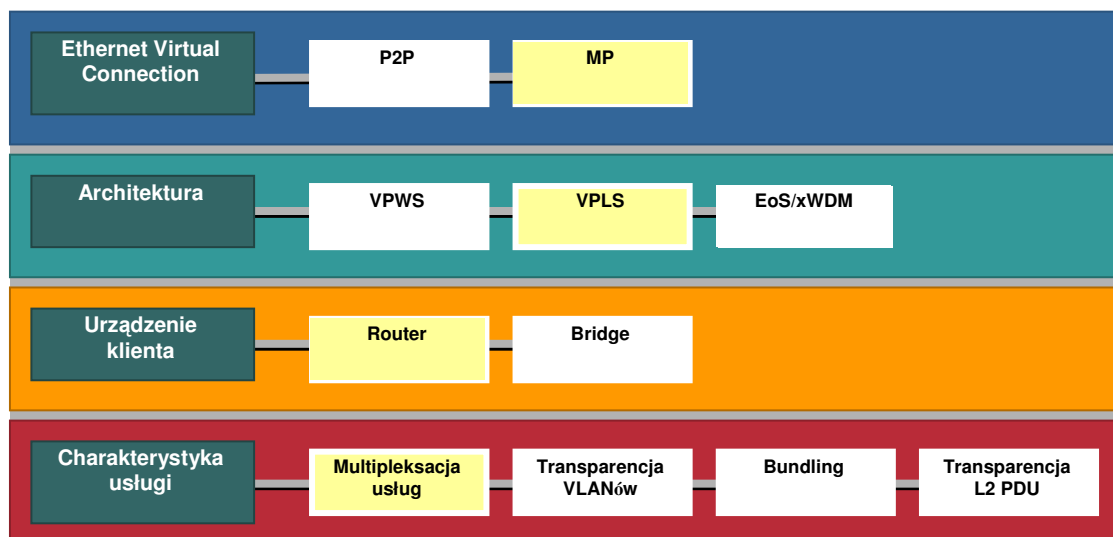 Ethernet Virtual
Connection
P2P
MP
Architektura
VPWS
VPLS
EoS/xWDM
Urządzenie
klienta
Router
Bridge
Charakterystyka
usługi
Multipleksacja
usług
Transparencja
VLANów
Bundling
Transparencja
L2 PDU